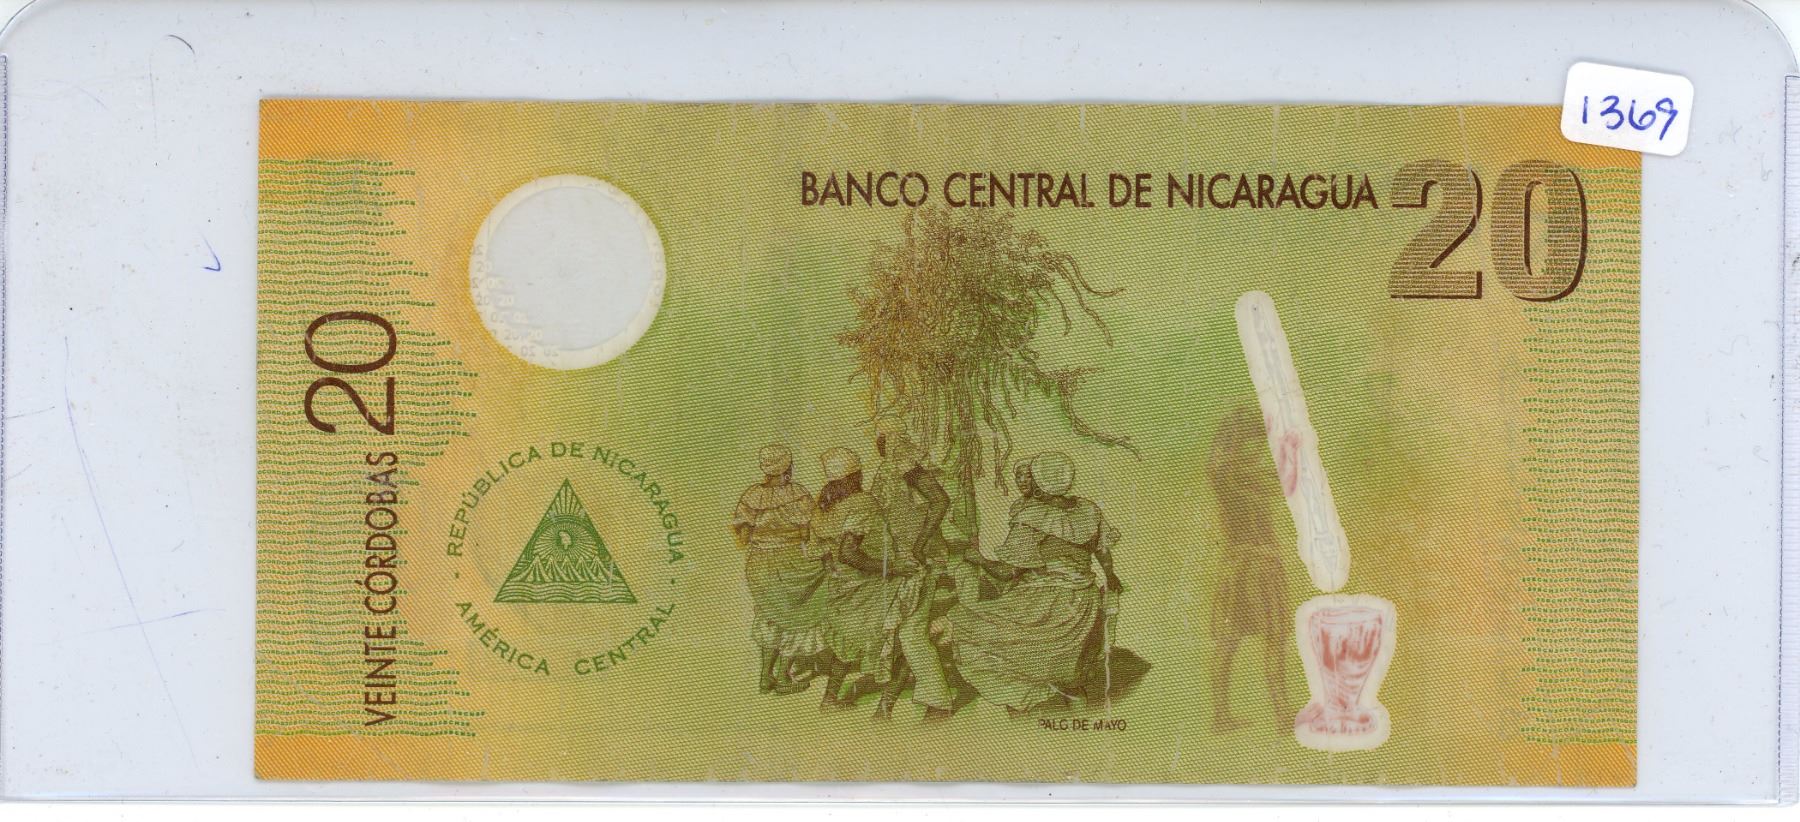 1369
BANCO CENTRAL DE NICARAGUA 20
VEINTE CÓRDOBAS 20
· REPÚBLICA DE NICARAGUA ·
AMÉRICA CENTRAL
PALO DE MAYO